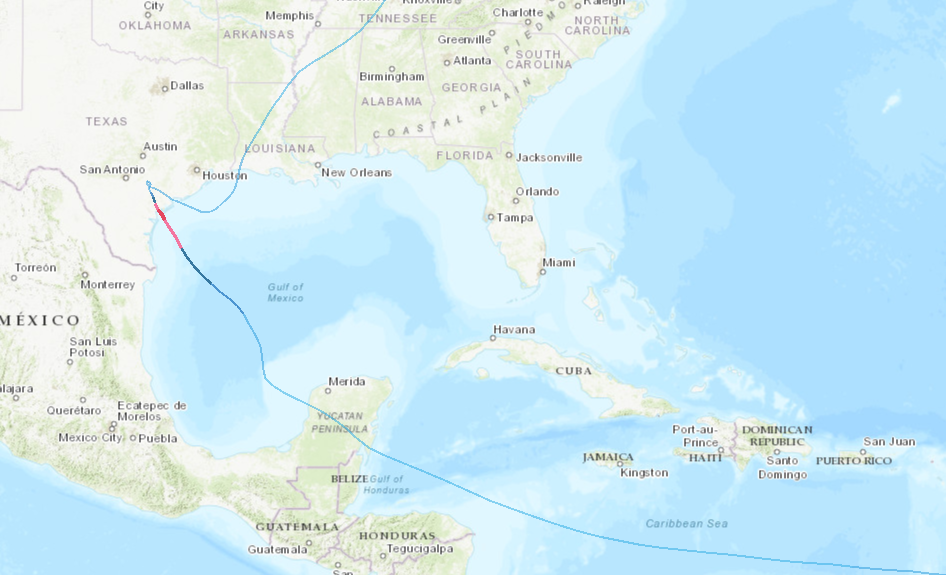 City
OKLAHOMA
Memphis
TENNESSEE
Charlotte
Raleigh
NORTH
CAROLINA
ARKANSAS
Greenville
PIEDM
SOUTH
CAROLINA
Atlanta
Birmingham
Dallas
GEORGIA
ALABAMA
TEXAS
COASTAL PLAIN
Austin
LOUISIANA
FLORIDA
Jacksonville
San Antonio
Houston
New Orleans
Orlando
Tampa
Miami
Torreón
Monterrey
Gulf of
Mexico
MÉXICO
Havana
San Luis
Potosí
CUBA
Merida
alajara
Querétaro
Ecatepec de
Morelos
YUCATAN
PENINSULA
Mexico City
Puebla
Port-au-
Prince
DOMINICAN
REPUBLIC
San Juan
JAMAICA
HAITI
PUERTO RICO
Kingston
Santo
Domingo
BELIZE
Gulf of
Honduras
Caribbean Sea
GUATEMALA
HONDURAS
Guatemala
Tegucigalpa
San